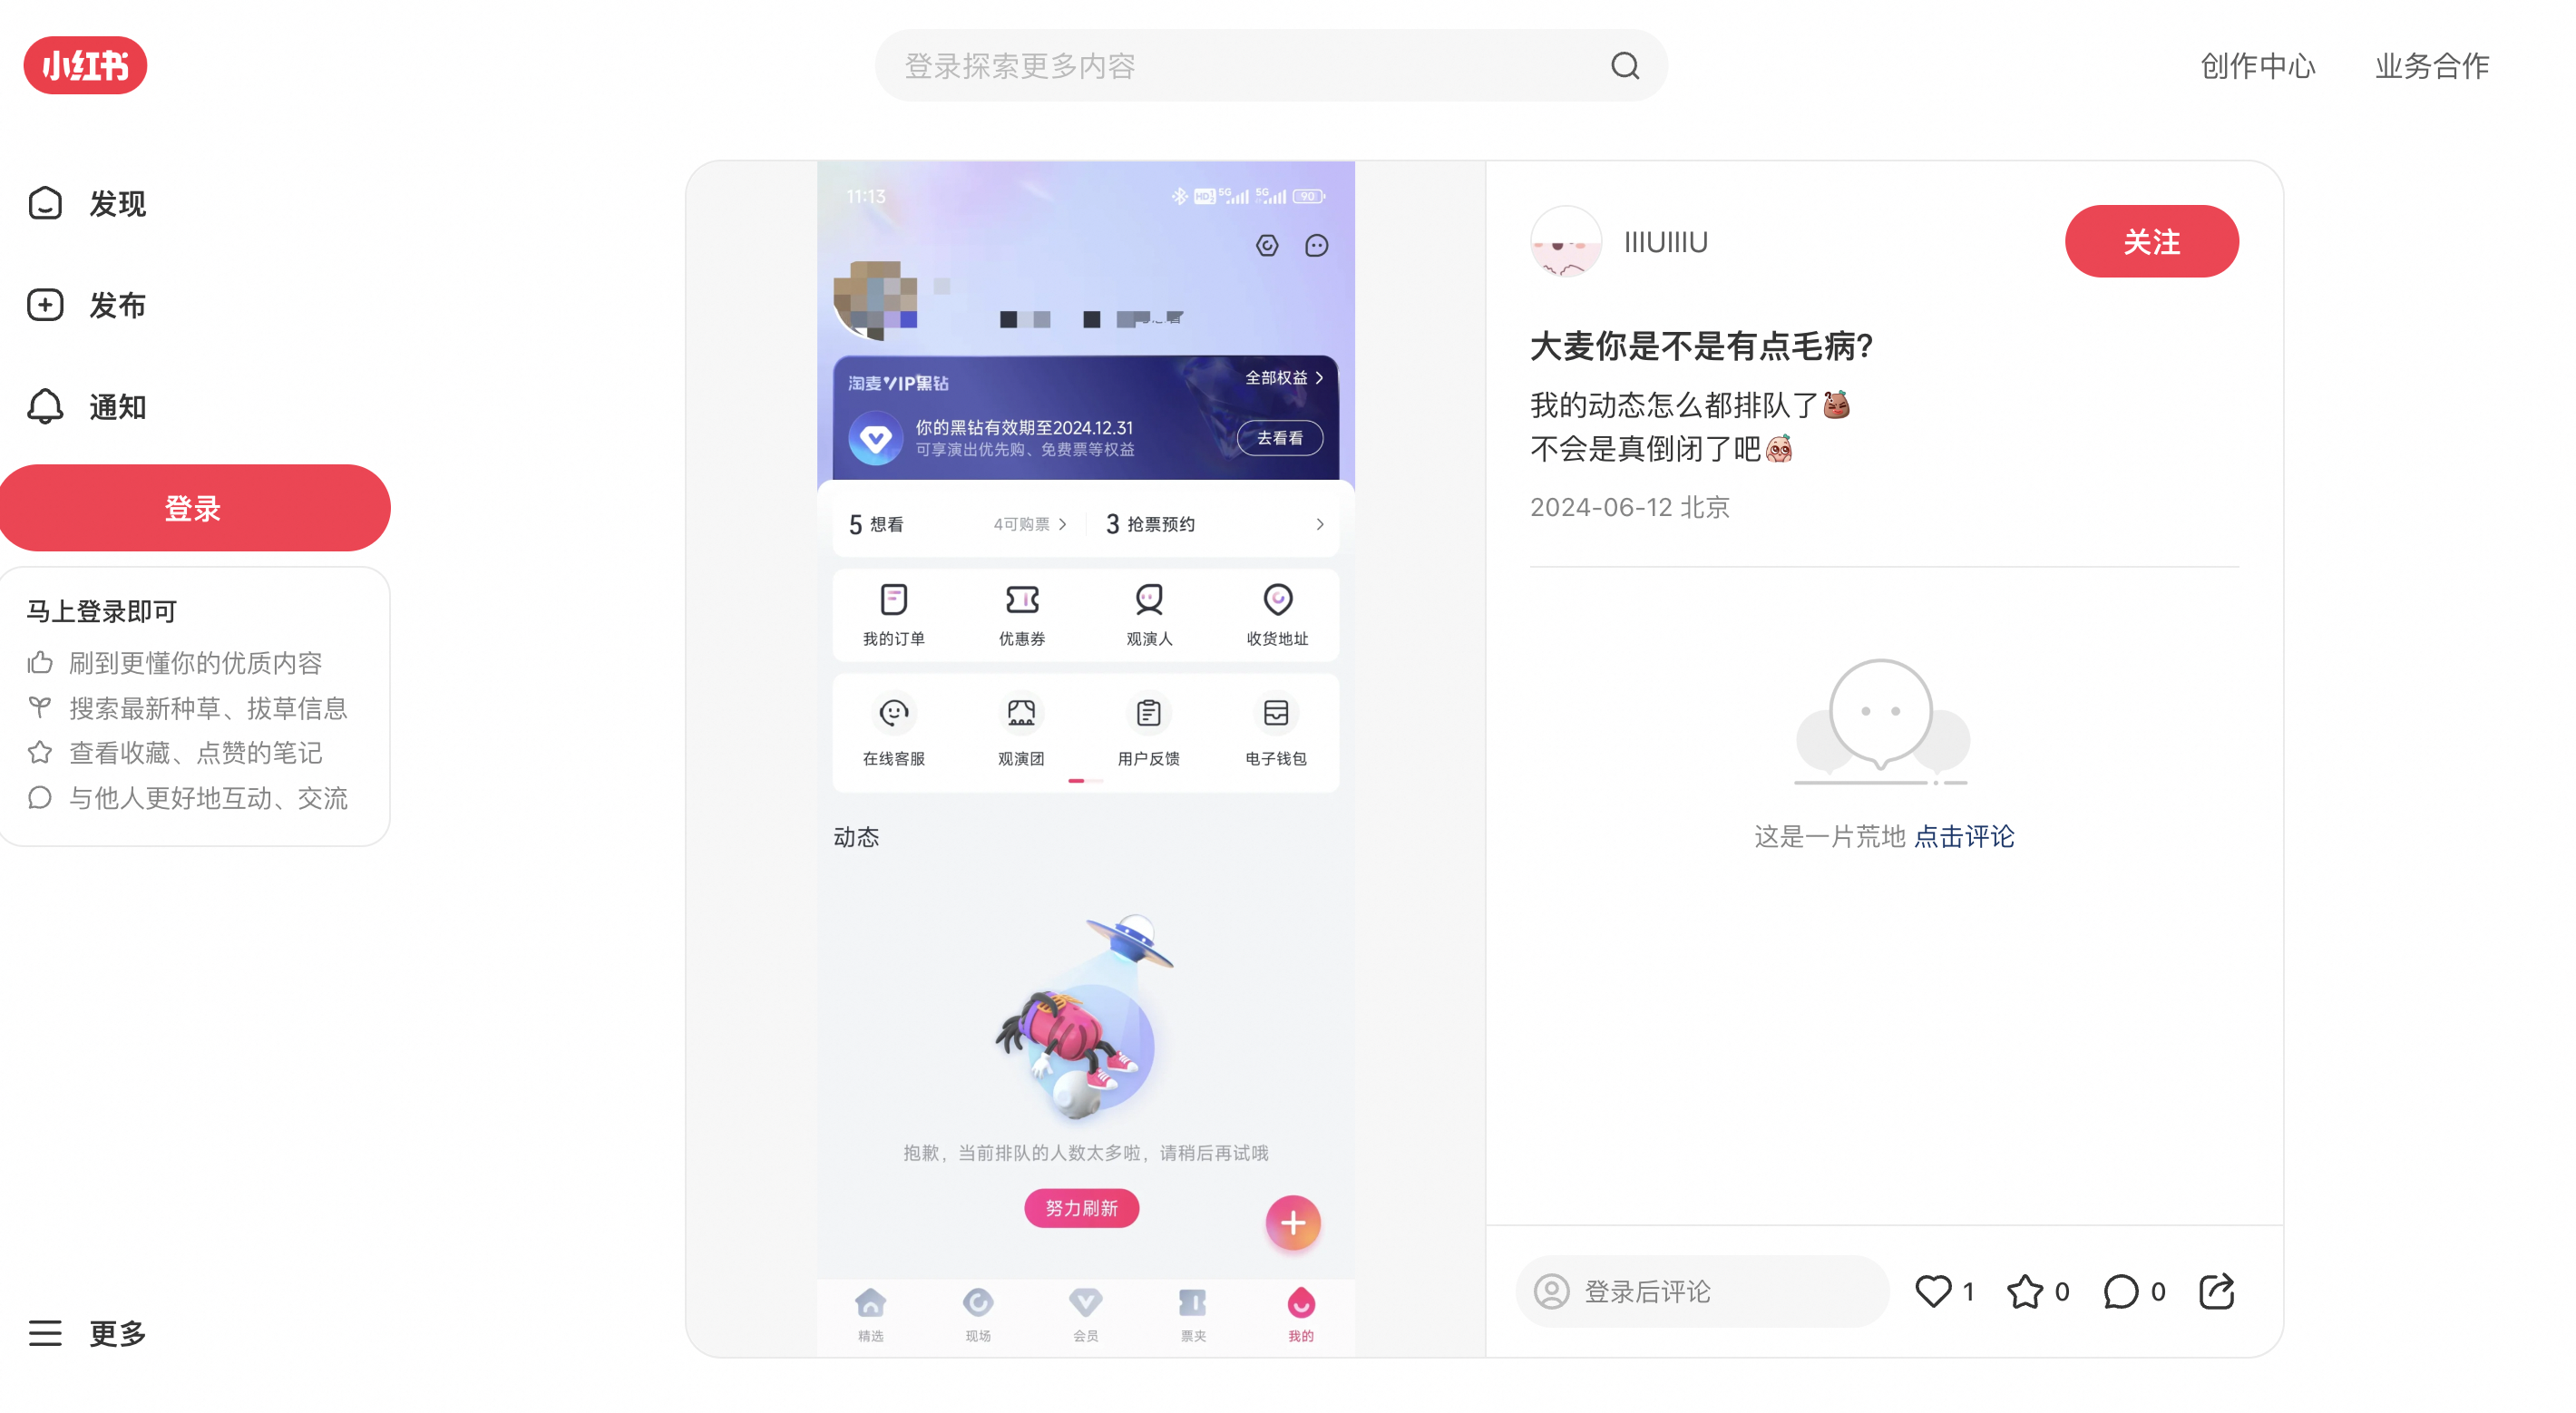 小红书
登录探索更多内容
创作中心
业务合作
发现
发布
通知
登录
马上登录即可
刷到更懂你的优质内容
搜索最新种草、拔草信息
查看收藏、点赞的笔记
与他人更好地互动、交流
更多
11:13
HD 5G 5G 90
淘麦VIP黑钻
全部权益
你的黑钻有效期至2024.12.31
可享演出优先购、免费票等权益
去看看
5 想看
4可购票
3 抢票预约
我的订单
优惠券
观演人
收货地址
在线客服
观演团
用户反馈
电子钱包
动态
抱歉，当前排队的人数太多啦，请稍后再试哦
努力刷新
精选
现场
会员
票夹
我的
IIIUIIIU
关注
大麦你是不是有点毛病?
我的动态怎么都排队了
不会是真倒闭了吧
2024-06-12 北京
这是一片荒地 点击评论
登录后评论
1
0
0